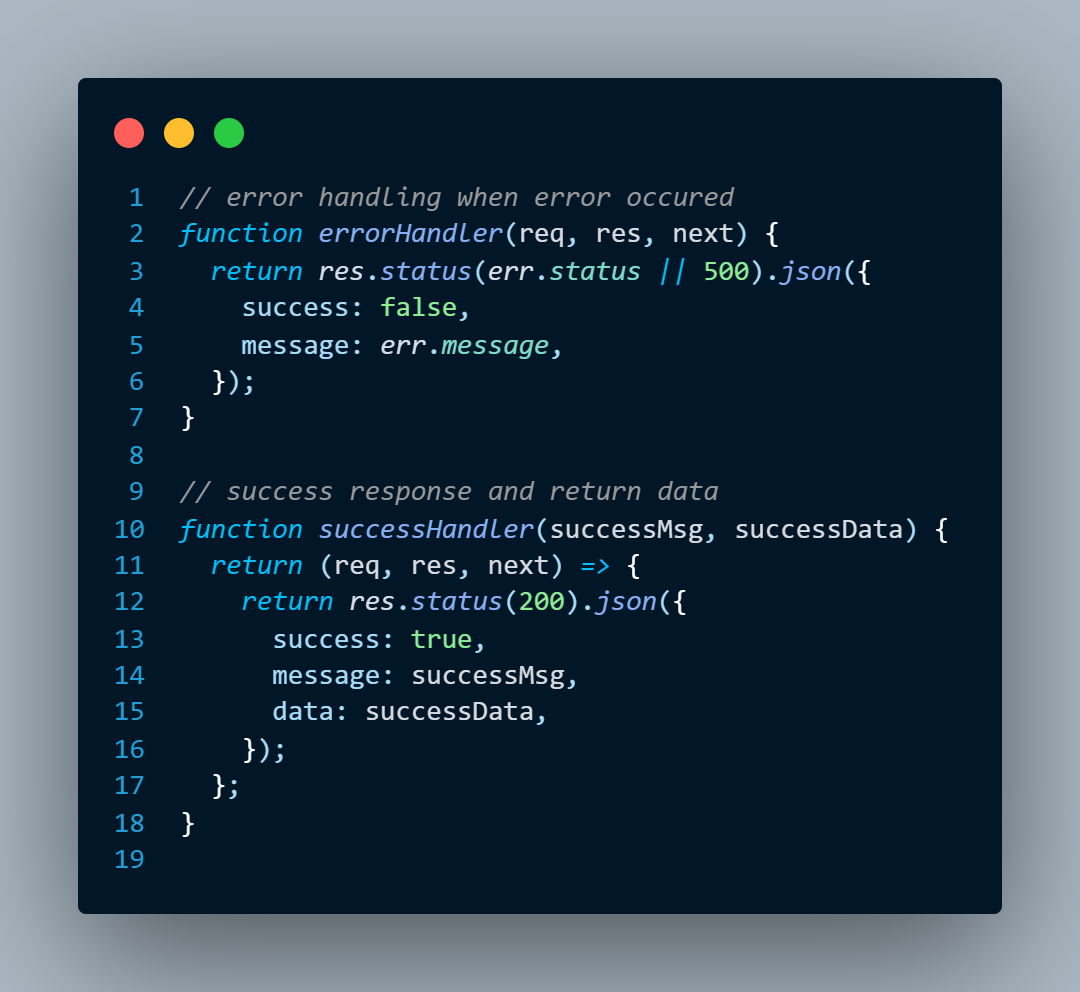 1 // error handling when error occured
2 function errorHandler(req, res, next) {
3   return res.status(err.status || 500).json({
4     success: false,
5     message: err.message,
6   });
7 }
8
9 // success response and return data
10 function successHandler(successMsg, successData) {
11   return (req, res, next) => {
12     return res.status(200).json({
13       success: true,
14       message: successMsg,
15       data: successData,
16     });
17   };
18 }
19